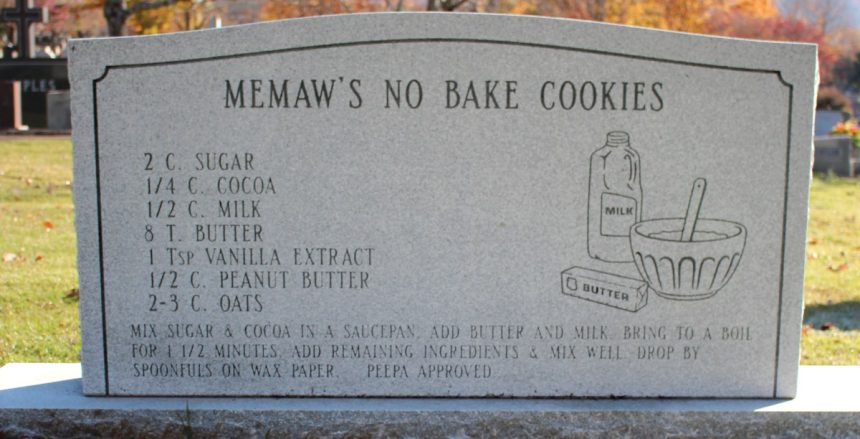 MEMAW'S NO BAKE COOKIES
2 C. SUGAR
1/4 C. COCOA
1/2 C. MILK
8 T. BUTTER
1 TSP VANILLA EXTRACT
1/2 C. PEANUT BUTTER
2-3 C. OATS
MILK
BUTTER
MIX SUGAR & COCOA IN A SAUCEPAN. ADD BUTTER AND MILK. BRING TO A BOIL
FOR 1 1/2 MINUTES. ADD REMAINING INGREDIENTS & MIX WELL. DROP BY
SPOONFULS ON WAX PAPER. PEEPA APPROVED